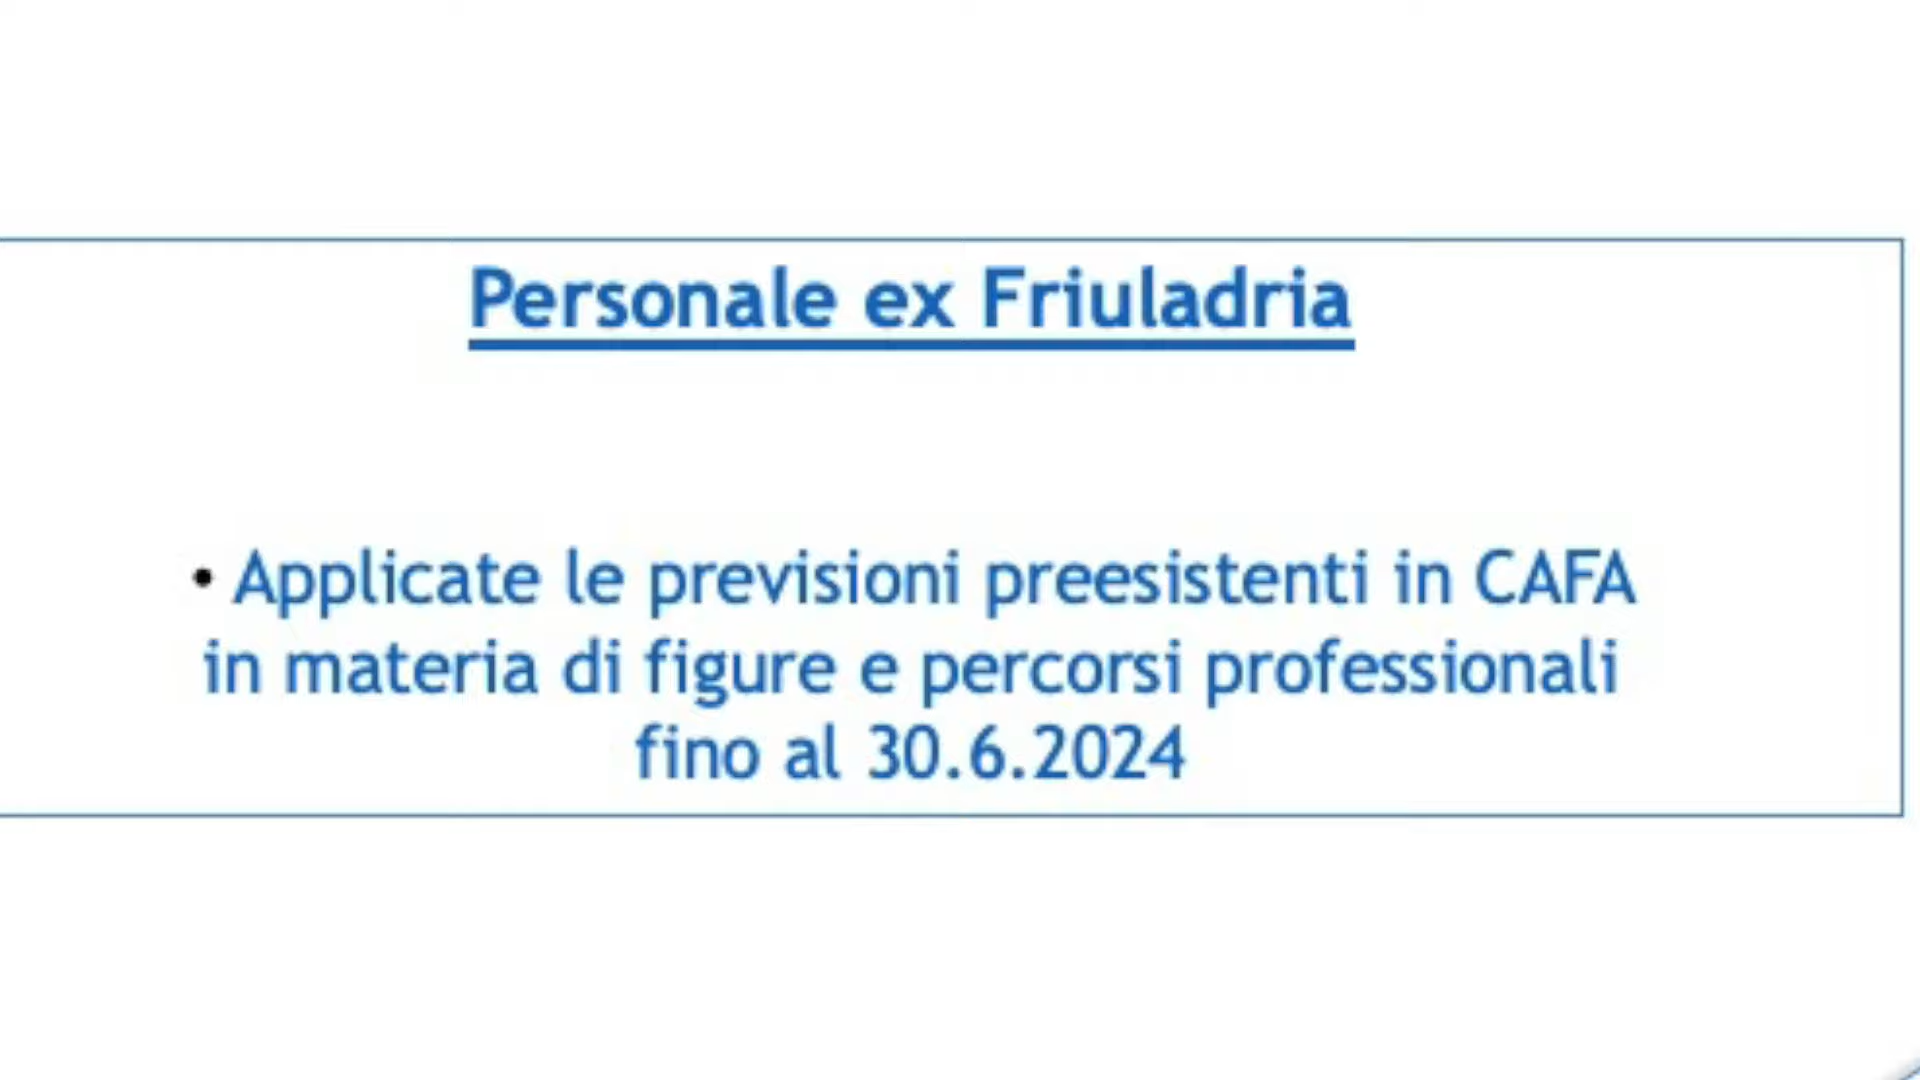 Personale ex Friuladria
• Applicate le previsioni preesistenti in CAFA
in materia di figure e percorsi professionali
fino al 30.6.2024